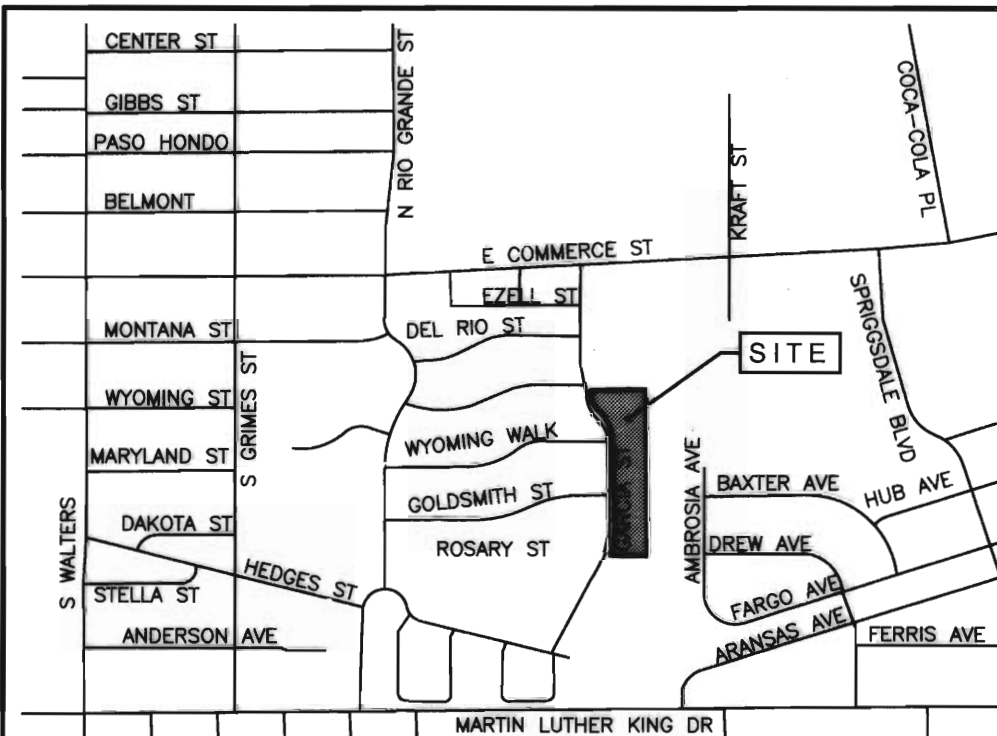 CENTER ST
GIBBS ST
PASO HONDO
BELMONT
N RIO GRANDE ST
KRAFT ST
COCA-COLA PL
E COMMERCE ST
EZELL ST
DEL RIO ST
MONTANA ST
WYOMING ST
MARYLAND ST
S GRIMES ST
DAKOTA ST
STELLA ST
ANDERSON AVE
S WALTERS
HEDGES ST
WYOMING WALK
GOLDSMITH ST
ROSARY ST
GARCIA ST
SITE
SPRIGGSDALE BLVD
AMBROSIA AVE
BAXTER AVE
HUB AVE
DREW AVE
FARGO AVE
ARANSAS AVE
FERRIS AVE
MARTIN LUTHER KING DR